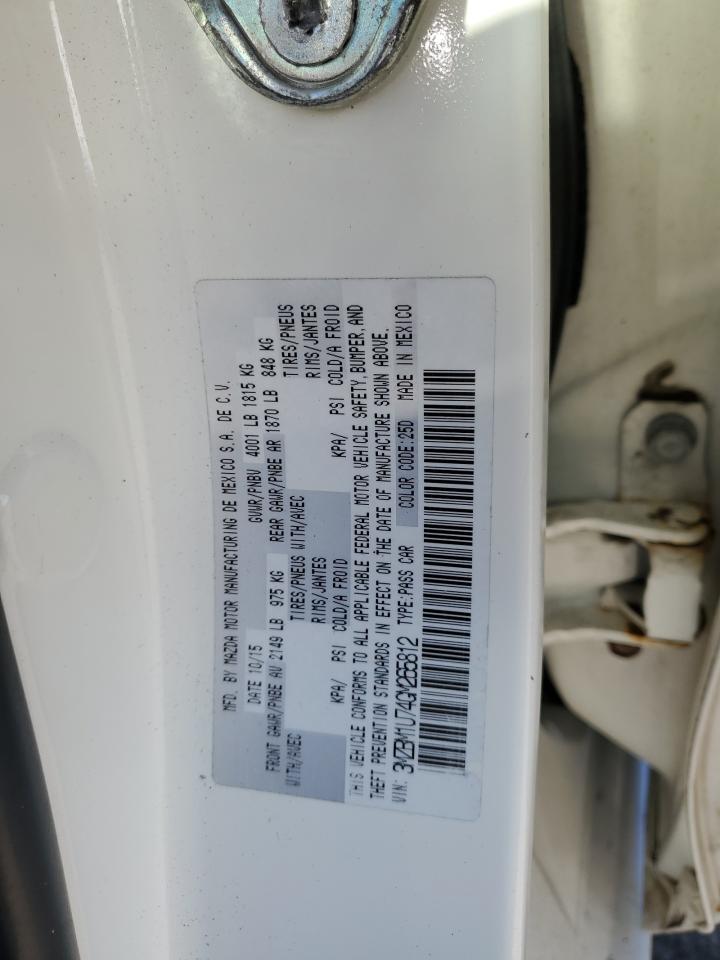 MFD. BY MAZDA MOTOR MANUFACTURING DE MEXICO S.A. DE C.V.
DATE 10/15 GVWR/PNBV 4001 LB 1815 KG
FRONT GAWR/PNBE AV 2149 LB 975 KG REAR GAWR/PNBE AR 1870 LB 848 KG
WITH/AVEC TIRES/PNEUS WITH/AVEC TIRES/PNEUS
RIMS/JANTES RIMS/JANTES
KPA/ PSI COLD/A FROID KPA/ PSI COLD/A FROID
THIS VEHICLE CONFORMS TO ALL APPLICABLE FEDERAL MOTOR VEHICLE SAFETY, BUMPER, AND
THEFT PREVENTION STANDARDS IN EFFECT ON THE DATE OF MANUFACTURE SHOWN ABOVE.
VIN: 3MZBM1U74GM265812 TYPE:PASS CAR COLOR CODE:25D MADE IN MEXICO